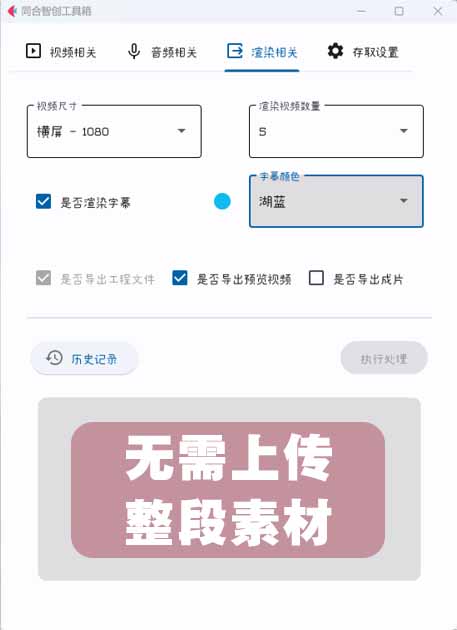 同合智创工具箱
视频相关 音频相关 渲染相关 存取设置
视频尺寸 渲染视频数量
横屏 - 1080 5
字幕颜色
是否渲染字幕 湖蓝
是否导出工程文件 是否导出预览视频 是否导出成片
历史记录 执行处理
无需上传
整段素材